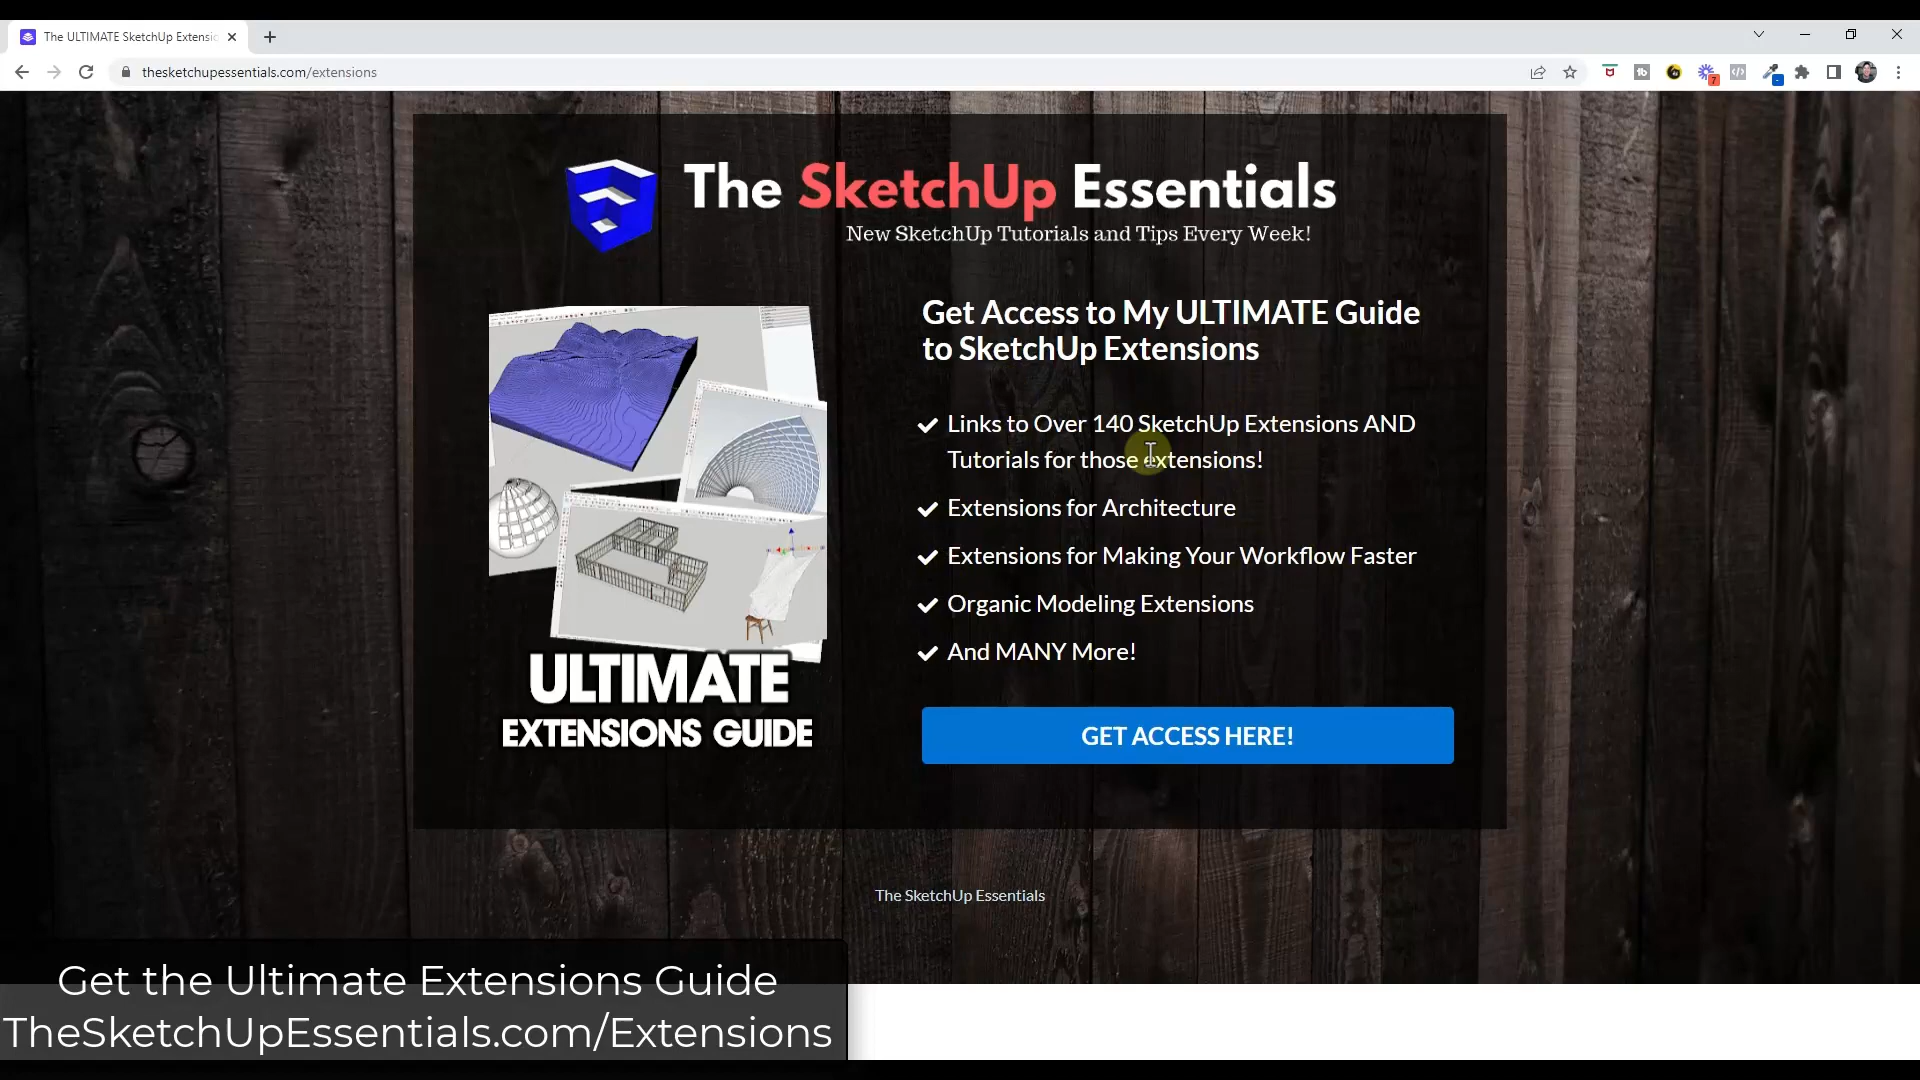 The ULTIMATE SketchUp Extensio
thesketchupessentials.com/extensions
7
The SketchUp Essentials
New SketchUp Tutorials and Tips Every Week!
Get Access to My ULTIMATE Guide
to SketchUp Extensions
Links to Over 140 SketchUp Extensions AND
Tutorials for those extensions!
Extensions for Architecture
Extensions for Making Your Workflow Faster
Organic Modeling Extensions
And MANY More!
ULTIMATE
EXTENSIONS GUIDE
GET ACCESS HERE!
The SketchUp Essentials
Get the Ultimate Extensions Guide
TheSketchUpEssentials.com/Extensions